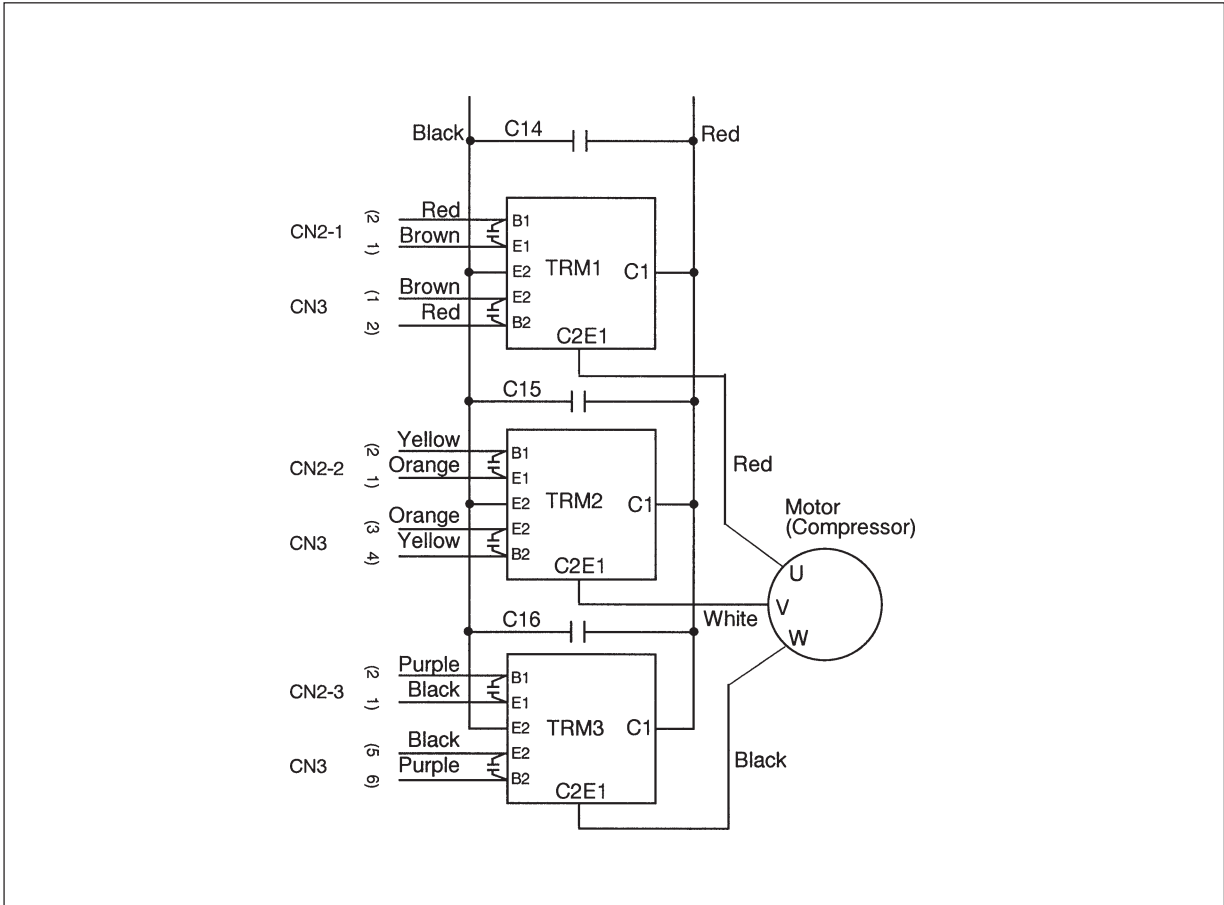 Black C14 Red
CN2-1 (2 Red B1
1) Brown E1
E2 TRM1 C1
CN3 (1 Brown E2
2) Red B2
C2E1
C15
CN2-2 (2 Yellow B1
1) Orange E1
E2 TRM2 C1
CN3 (3 Orange E2
4) Yellow B2
C2E1
Red
Motor
(Compressor)
U
V
W
White
C16
CN2-3 (2 Purple B1
1) Black E1
E2 TRM3 C1
CN3 (5 Black E2
6) Purple B2
C2E1
Black